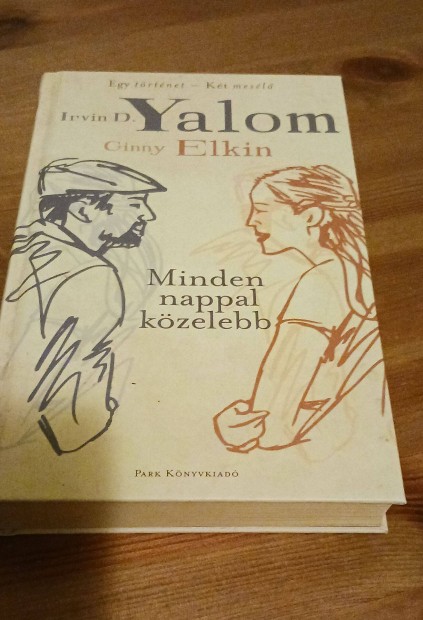 Egy történet – Két mesélő
Irvin D. Yalom
Ginny Elkin
Minden
nappal
közelebb
Park Könyvkiadó